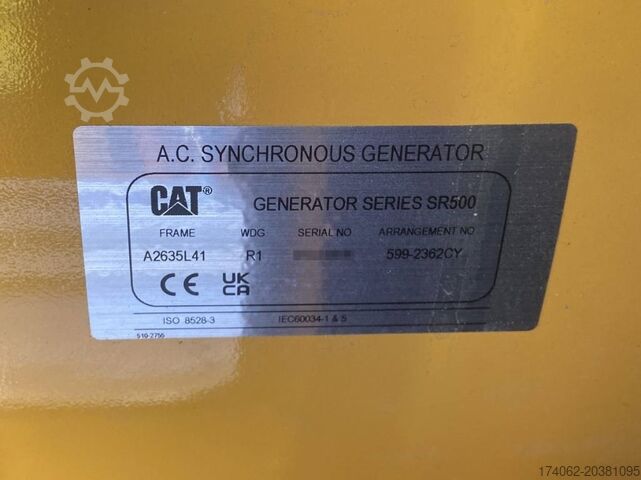 A.C. SYNCHRONOUS GENERATOR
CAT® GENERATOR SERIES SR500
FRAME WDG SERIAL NO ARRANGEMENT NO
A2635L41 R1 599-2362CY
CE UK CA
ISO 8528-3 IEC60034-1 & 5
510-2755
174062-20381095